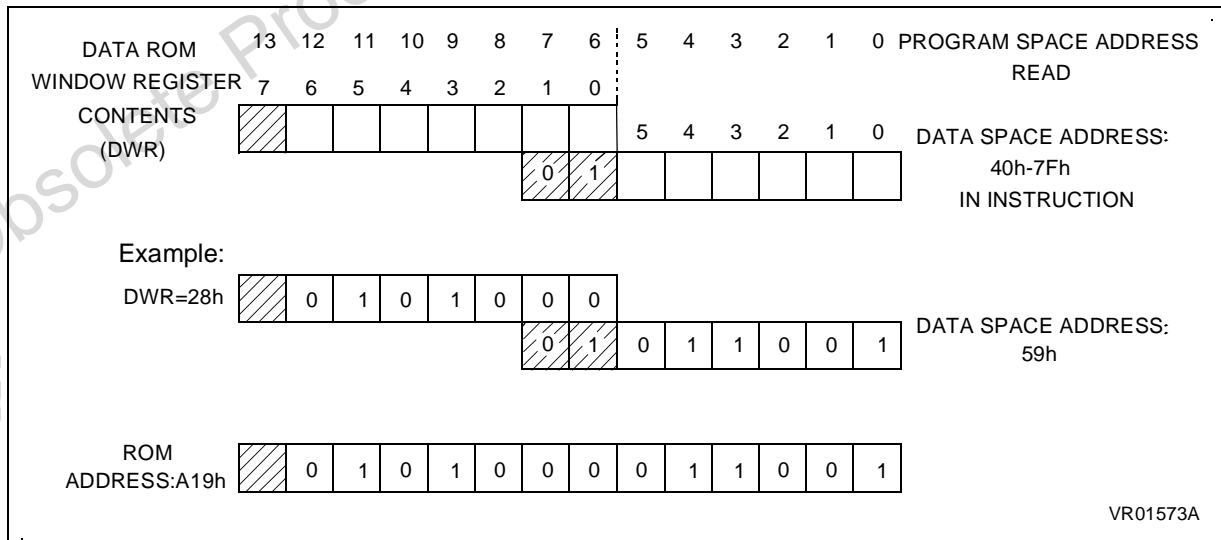 13 12 11 10 9 8 7 6 5 4 3 2 1 0 PROGRAM SPACE ADDRESS
READ
DATA ROM
WINDOW REGISTER
CONTENTS
(DWR)
7 6 5 4 3 2 1 0
5 4 3 2 1 0
DATA SPACE ADDRESS:
40h-7Fh
IN INSTRUCTION
0 1
Example:
DWR=28h 0 1 0 1 0 0 0
0 1 0 1 1 0 0 1
DATA SPACE ADDRESS:
59h
ROM
ADDRESS:A19h
0 1 0 1 0 0 0 0 1 1 0 0 1
VR01573A